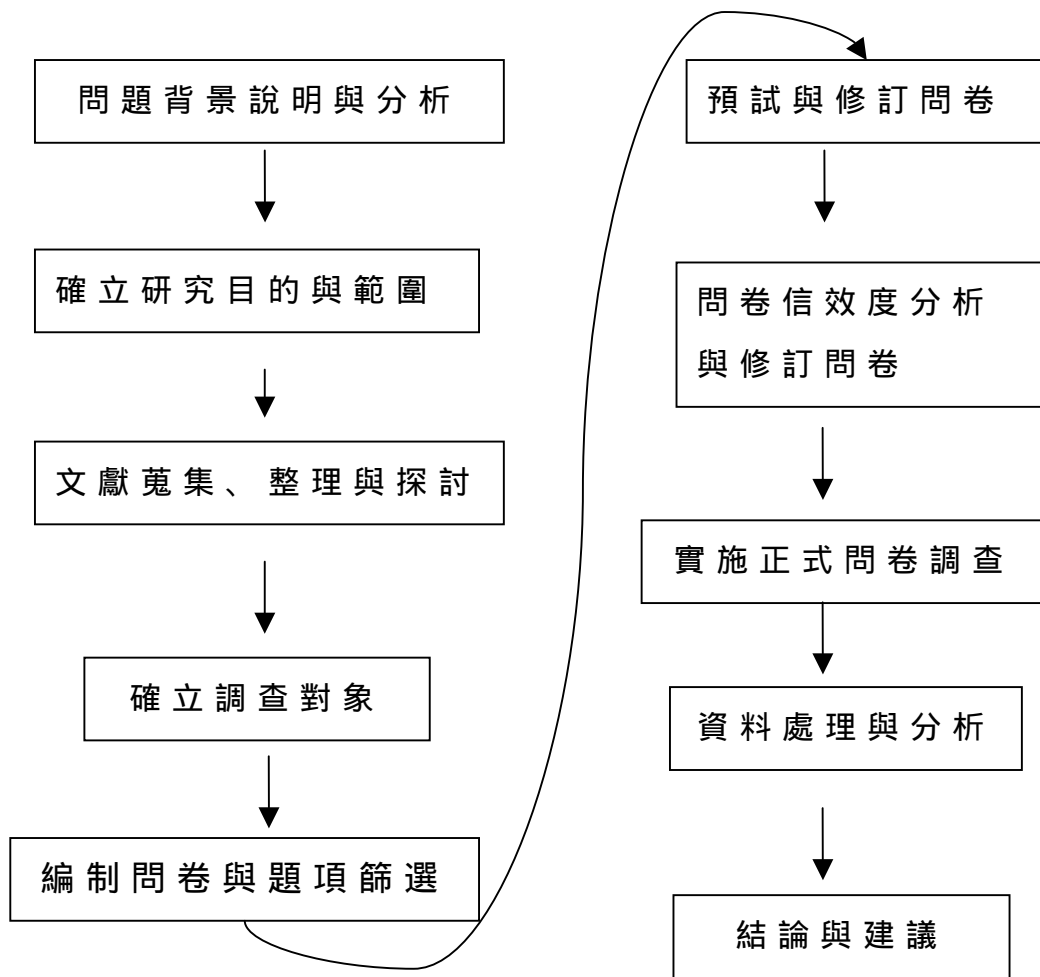 問題背景說明與分析
確立研究目的與範圍
文獻蒐集、整理與探討
確立調查對象
編制問卷與題項篩選
預試與修訂問卷
問卷信效度分析
與修訂問卷
實施正式問卷調查
資料處理與分析
結論與建議